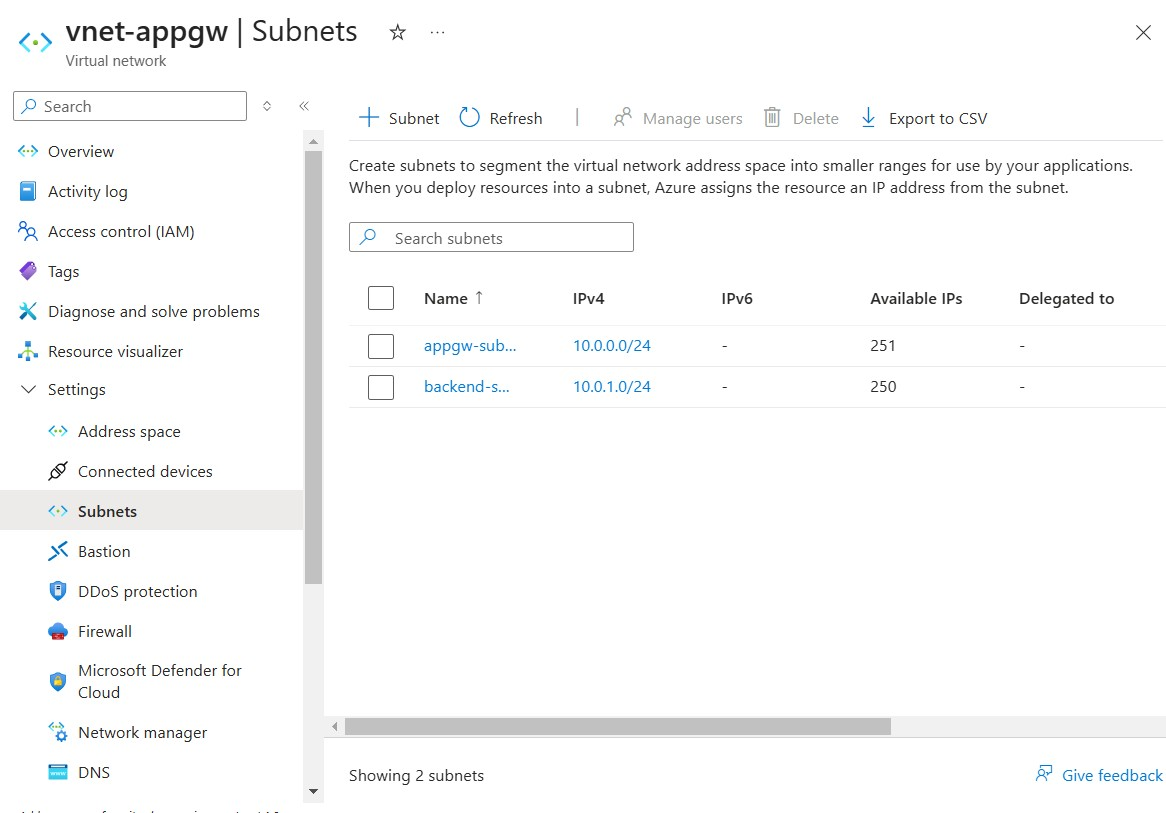 vnet-appgw | Subnets
Virtual network
Search
Overview
Activity log
Access control (IAM)
Tags
Diagnose and solve problems
Resource visualizer
Settings
Address space
Connected devices
Subnets
Bastion
DDoS protection
Firewall
Microsoft Defender for
Cloud
Network manager
DNS
Subnet Refresh | Manage users Delete Export to CSV
Create subnets to segment the virtual network address space into smaller ranges for use by your applications.
When you deploy resources into a subnet, Azure assigns the resource an IP address from the subnet.
Search subnets
Name ↑ IPv4 IPv6 Available IPs Delegated to
appgw-sub... 10.0.0.0/24 - 251 -
backend-s... 10.0.1.0/24 - 250 -
Showing 2 subnets
Give feedback